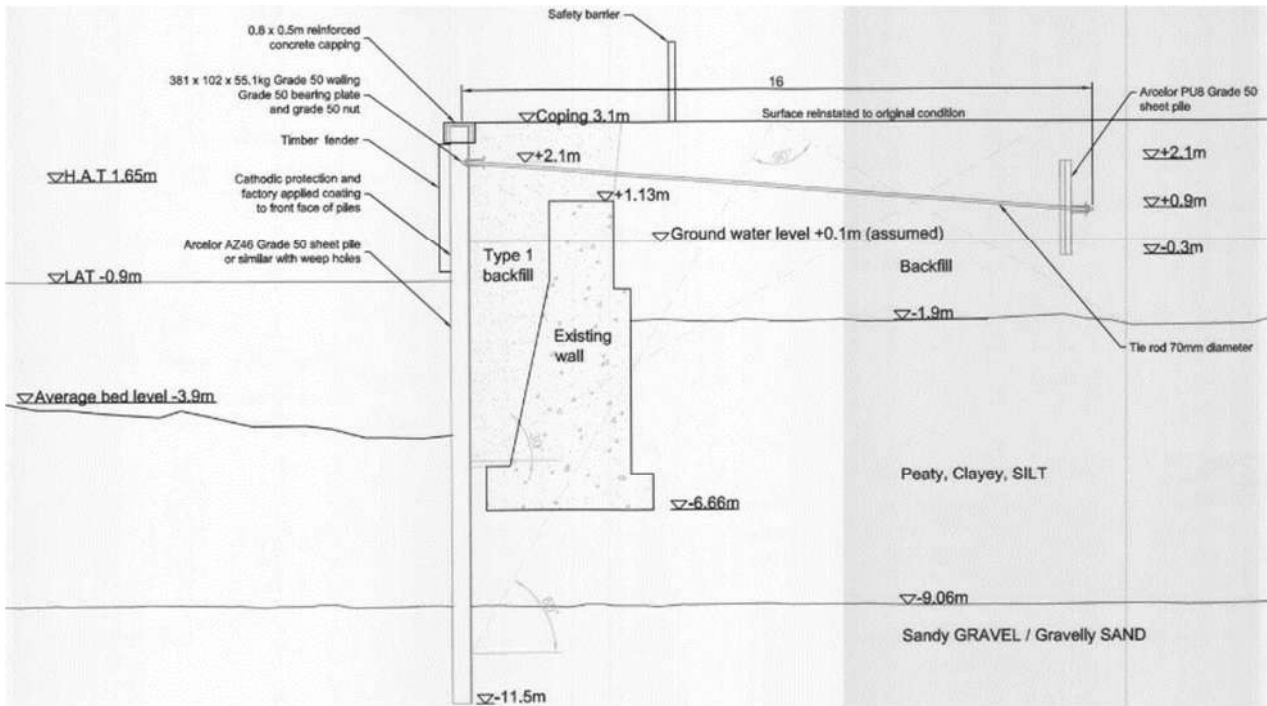 Safety barrier
0.8 x 0.5m reinforced
concrete capping
381 x 102 x 55.1kg Grade 50 waling
Grade 50 bearing plate
and grade 50 nut
Timber fender
Cathodic protection and
factory applied coating
to front face of piles
Arcelor AZ46 Grade 50 sheet pile
or similar with weep holes
H.A.T 1.65m
LAT -0.9m
Average bed level -3.9m
16
Coping 3.1m
Surface reinstated to original condition
+2.1m
+1.13m
Ground water level +0.1m (assumed)
Type 1
backfill
Existing
wall
Backfill
-1.9m
-6.66m
Peaty, Clayey, SILT
-9.06m
Sandy GRAVEL / Gravelly SAND
-11.5m
Arcelor PU8 Grade 50
sheet pile
+2.1m
+0.9m
-0.3m
Tie rod 70mm diameter